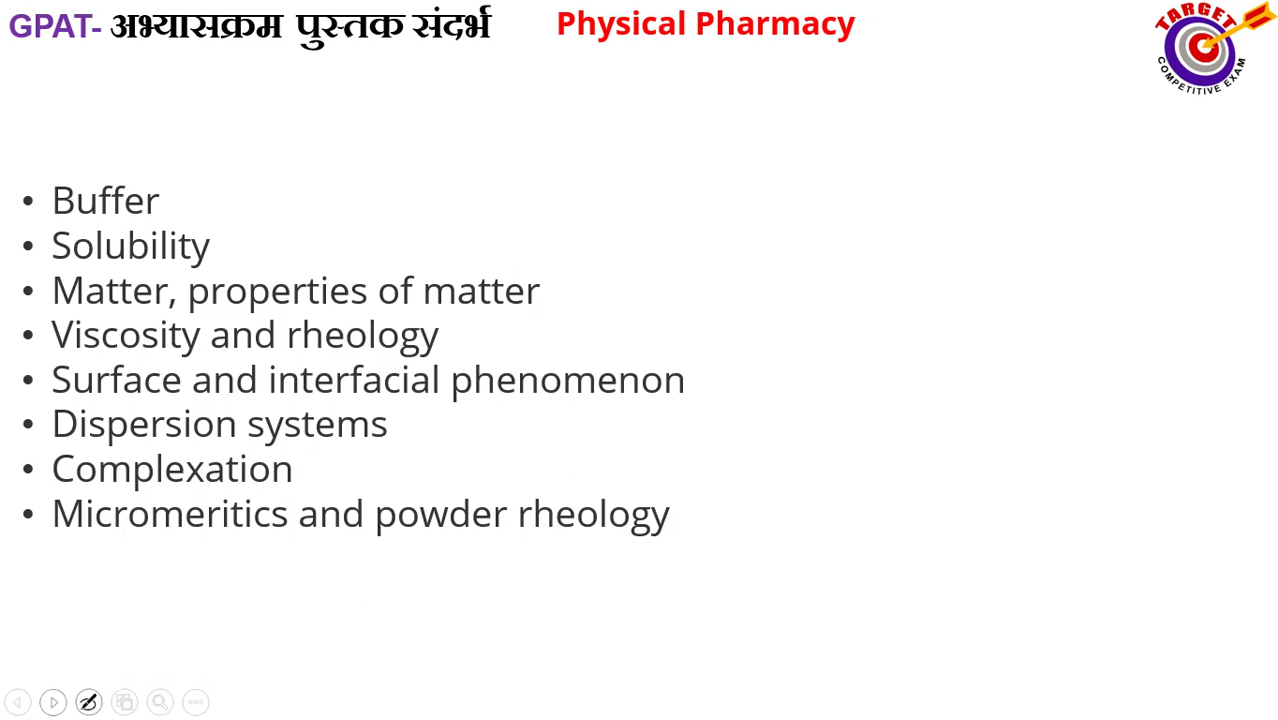 GPAT- अभ्यासक्रम पुस्तक संदर्भ
Physical Pharmacy
TARGET
COMPETITIVE EXAM
• Buffer
• Solubility
• Matter, properties of matter
• Viscosity and rheology
• Surface and interfacial phenomenon
• Dispersion systems
• Complexation
• Micromeritics and powder rheology